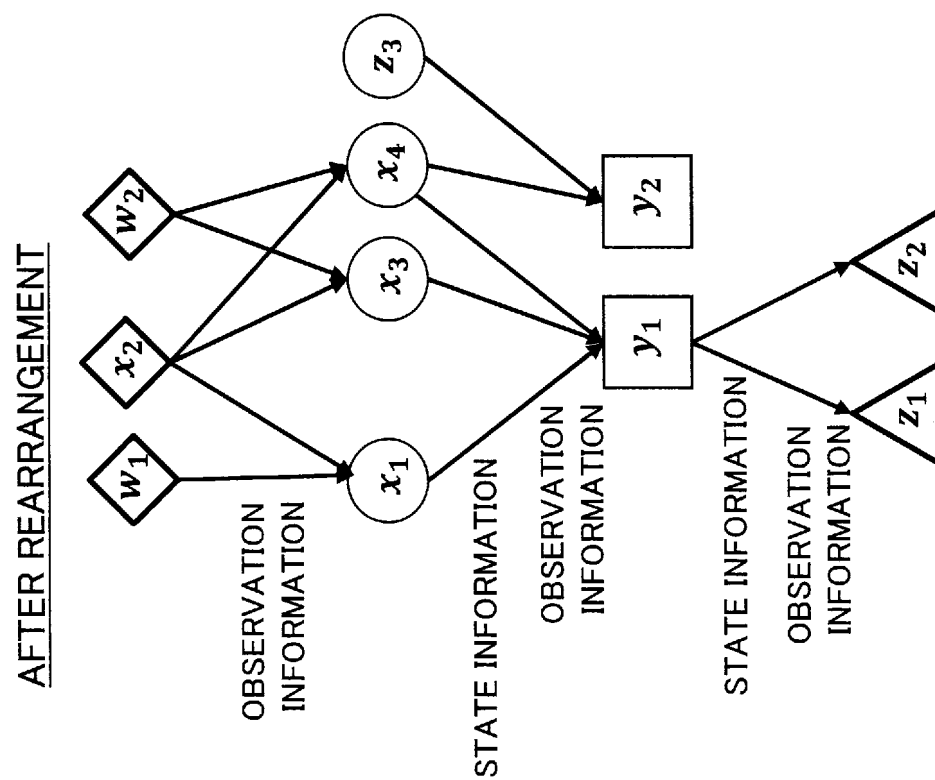 AFTER REARRANGEMENT
w₁
x₂
w₂
OBSERVATION
INFORMATION
x₁
x₃
x₄
z₃
STATE INFORMATION
OBSERVATION
INFORMATION
y₁
y₂
STATE INFORMATION
OBSERVATION
INFORMATION
z₁
z₂